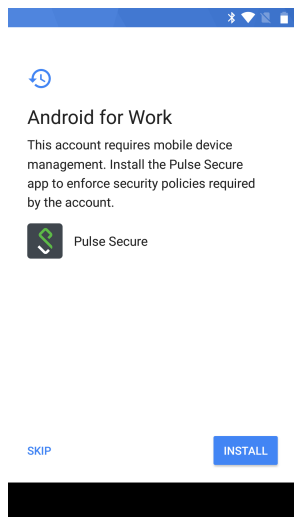 Android for Work
This account requires mobile device
management. Install the Pulse Secure
app to enforce security policies required
by the account.
Pulse Secure
SKIP
INSTALL